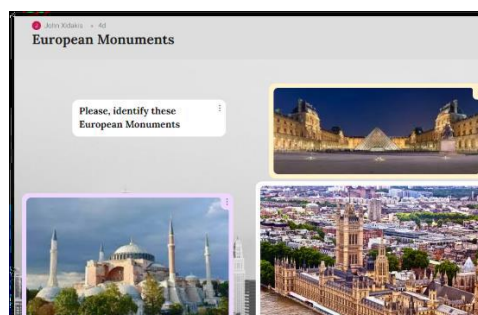 John Xidakis • 4d
European Monuments
Please, identify these
European Monuments